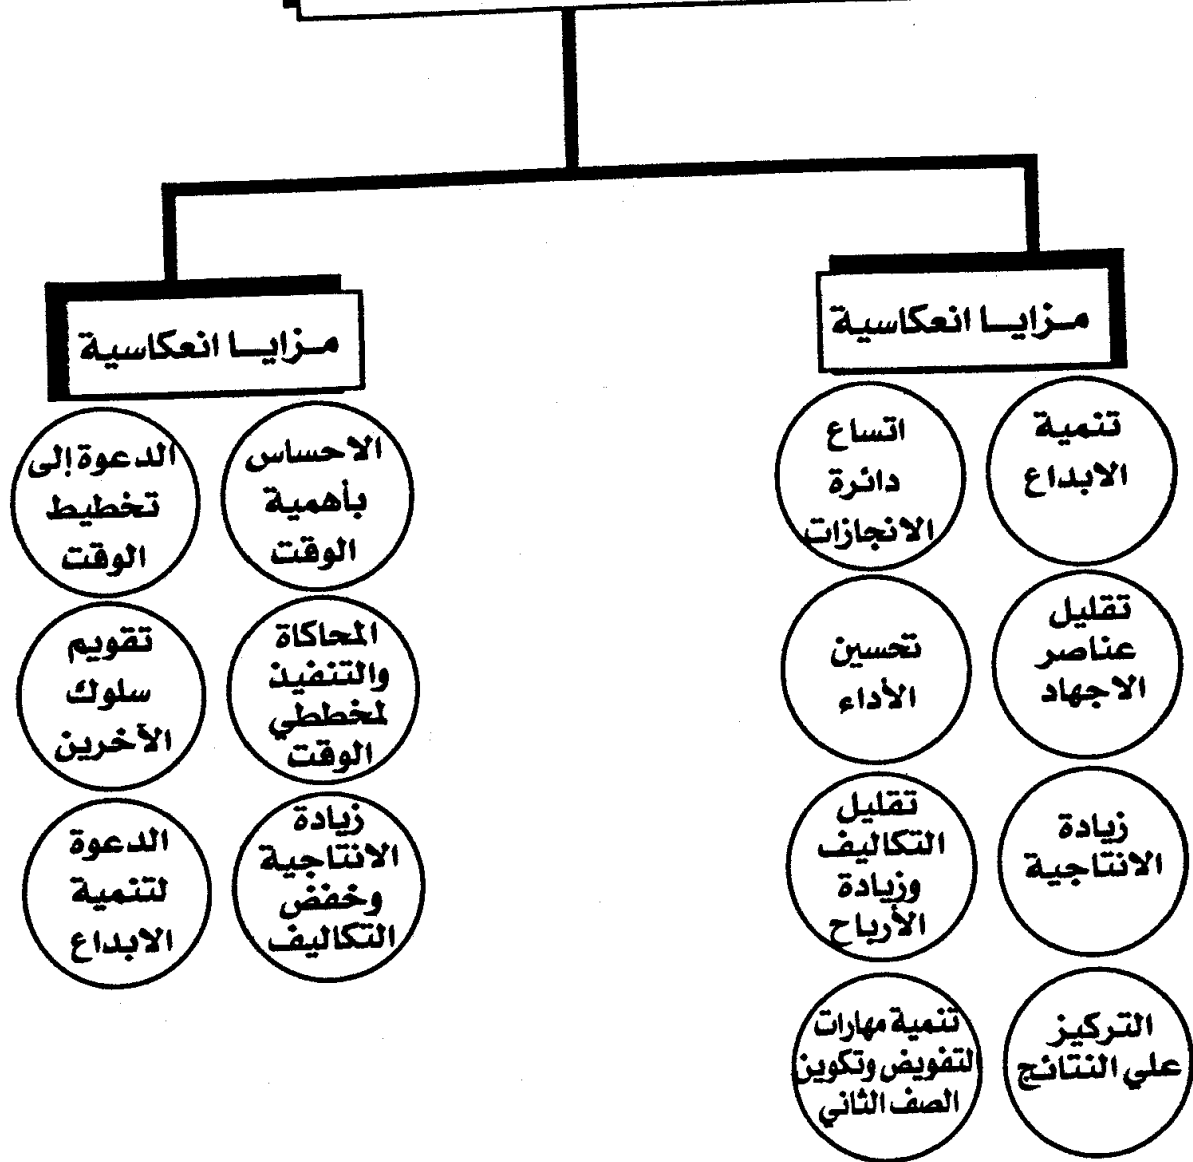 مزايا انعكاسية
تنمية
الابداع
اتساع
دائرة
الانجازات
تقليل
عناصر
الاجهاد
تحسين
الأداء
زيادة
الانتاجية
تقليل
التكاليف
وزيادة
الأرباح
التركيز
علي النتائج
تنمية مهارات
لتفويض وتكوين
الصف الثاني
مزايا انعكاسية
الاحساس
بأهمية
الوقت
الدعوة إلى
تخطيط
الوقت
المحاكاة
والتنفيذ
لمخططي
الوقت
تقويم
سلوك
الآخرين
زيادة
الانتاجية
وخفض
التكاليف
الدعوة
لتنمية
الابداع